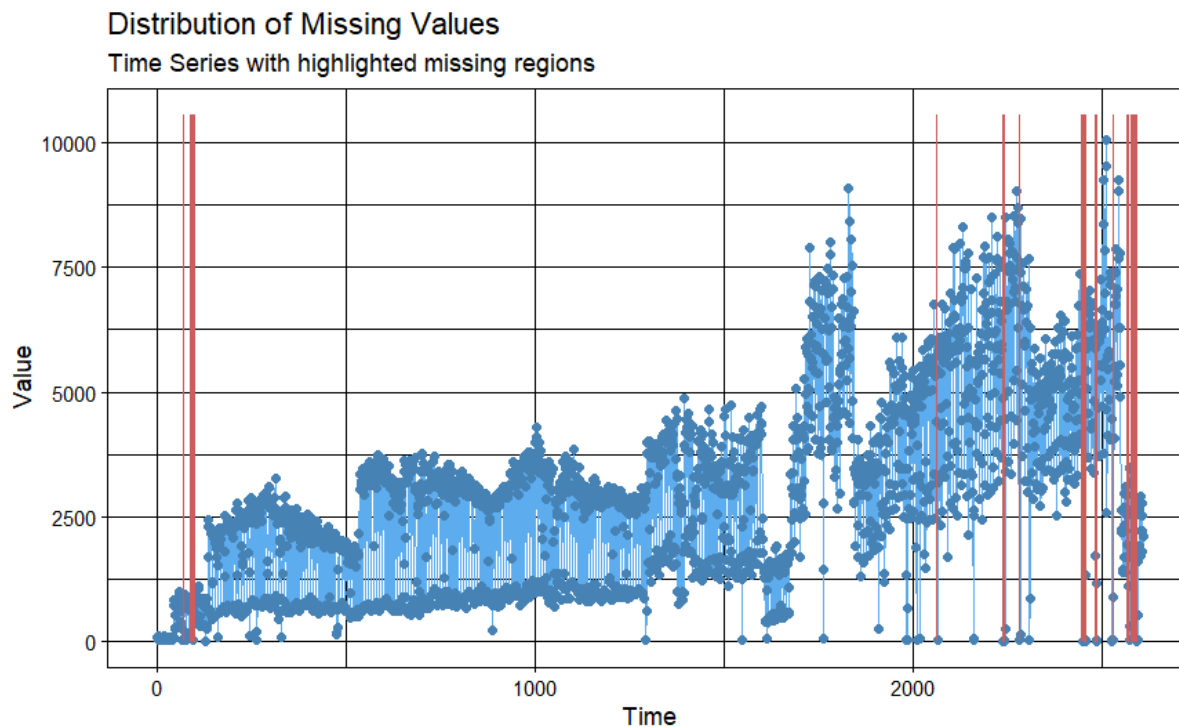 Distribution of Missing Values
Time Series with highlighted missing regions
10000
7500
5000
2500
0
Value
0 1000 2000
Time